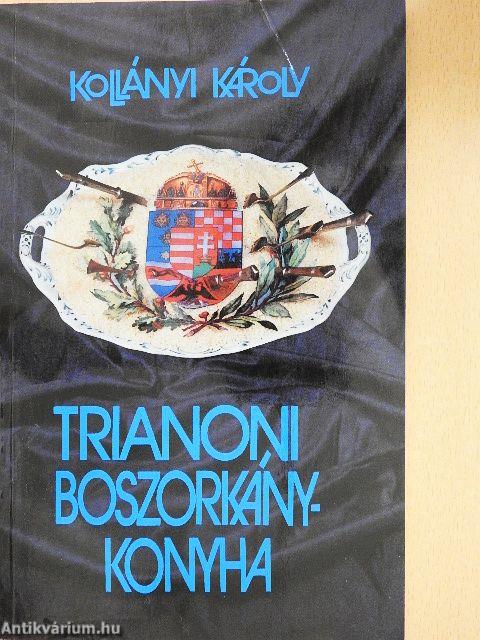 KOLLÁNYI KÁROLY
TRIANONI
BOSZORKÁNY-
KONYHA
Antikvárium.hu